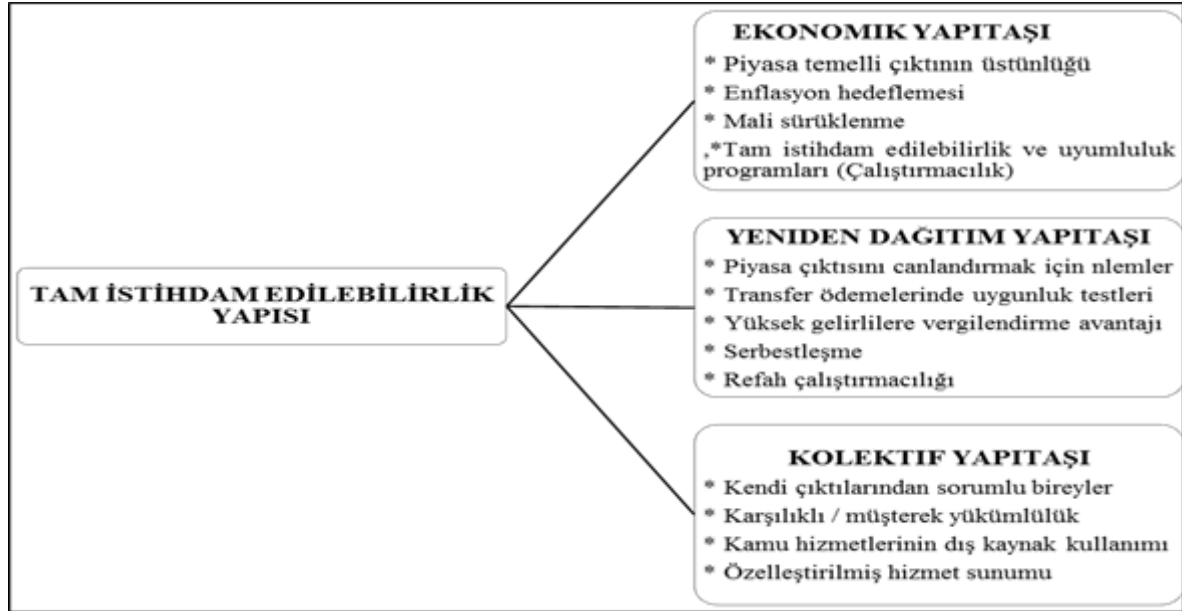 TAM İSTİHDAM EDİLEBİLİRLİK
YAPISI
EKONOMIK YAPITAŞI
* Piyasa temelli çıktının üstünlüğü
* Enflasyon hedeflemesi
* Mali sürüklenme
,*Tam istihdam edilebilirlik ve uyumluluk
programları (Çalıştırmacılık)
YENIDEN DAĞITIM YAPITAŞI
* Piyasa çıktısını canlandırmak için nlemler
* Transfer ödemelerinde uygunluk testleri
* Yüksek gelirlilere vergilendirme avantajı
* Serbestleşme
* Refah çalıştırmacılığı
KOLEKTIF YAPITAŞI
* Kendi çıktılarından sorumlu bireyler
* Karşılıklı / müşterek yükümlülük
* Kamu hizmetlerinin dış kaynak kullanımı
* Özelleştirilmiş hizmet sunumu